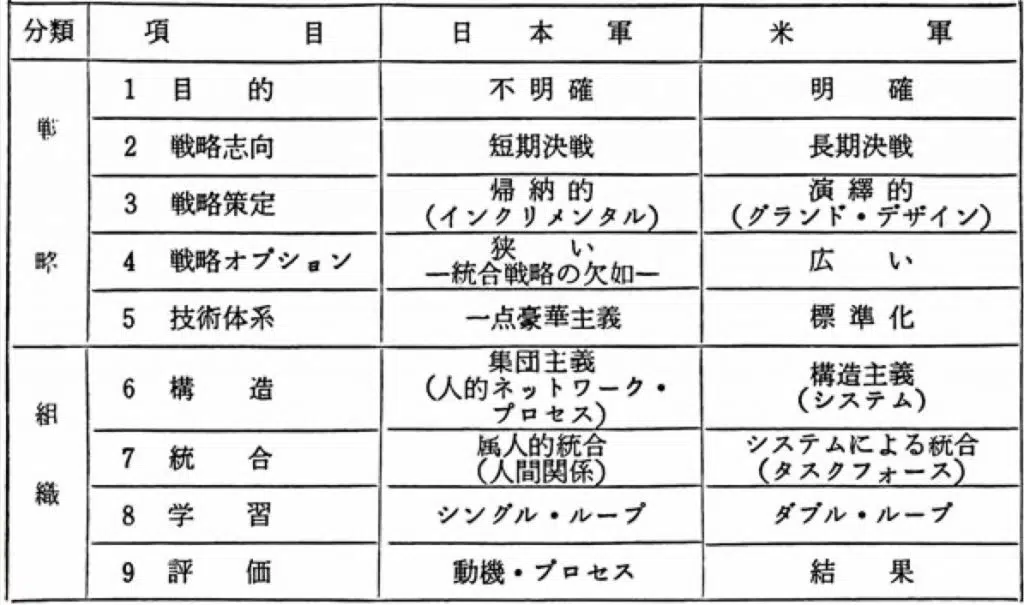 分類 項目 日本軍 米軍
戦略
1 目的 不明確 明確
2 戦略志向 短期決戦 長期決戦
3 戦略策定 帰納的 演繹的
(インクリメンタル) (グランド・デザイン)
4 戦略オプション 狭い 広い
—統合戦略の欠如—
5 技術体系 一点豪華主義 標準化
組織
6 構造 集団主義 構造主義
(人的ネットワーク・ (システム)
プロセス)
7 統合 属人的統合 システムによる統合
(人間関係) (タスクフォース)
8 学習 シングル・ループ ダブル・ループ
9 評価 動機・プロセス 結果